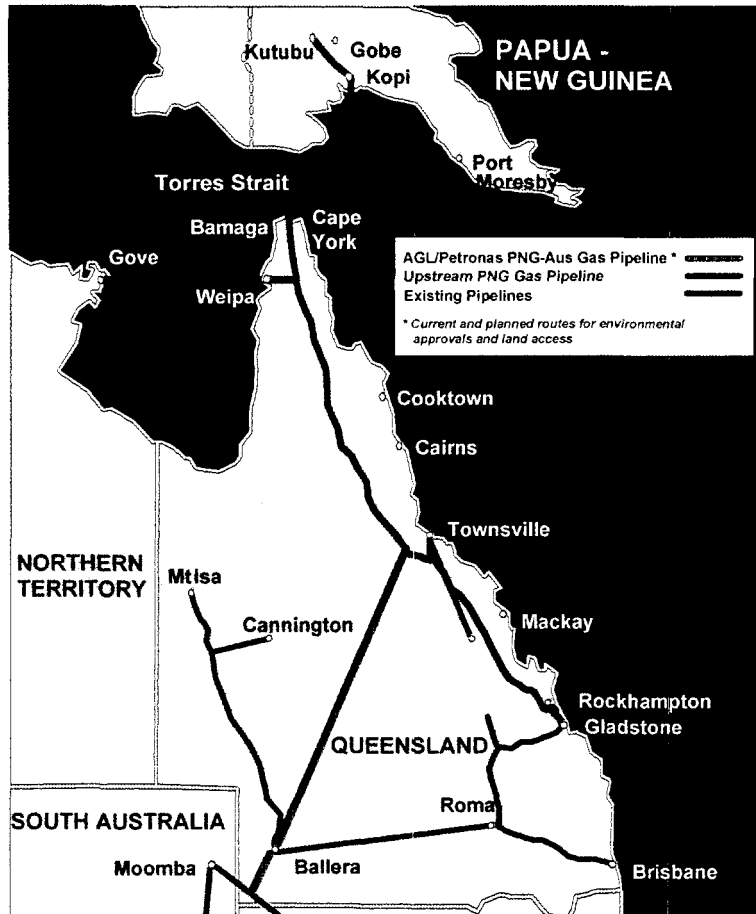 Kutubu
Gobe
Kopi
PAPUA -
NEW GUINEA
Port
Moresby
Torres Strait
Bamaga
Cape
York
Gove
Weipa
AGL/Petronas PNG-Aus Gas Pipeline *
Upstream PNG Gas Pipeline
Existing Pipelines
* Current and planned routes for environmental
approvals and land access
Cooktown
Cairns
Townsville
NORTHERN
TERRITORY
Mt Isa
Cannington
Mackay
Rockhampton
Gladstone
QUEENSLAND
Roma
SOUTH AUSTRALIA
Moomba
Ballera
Brisbane